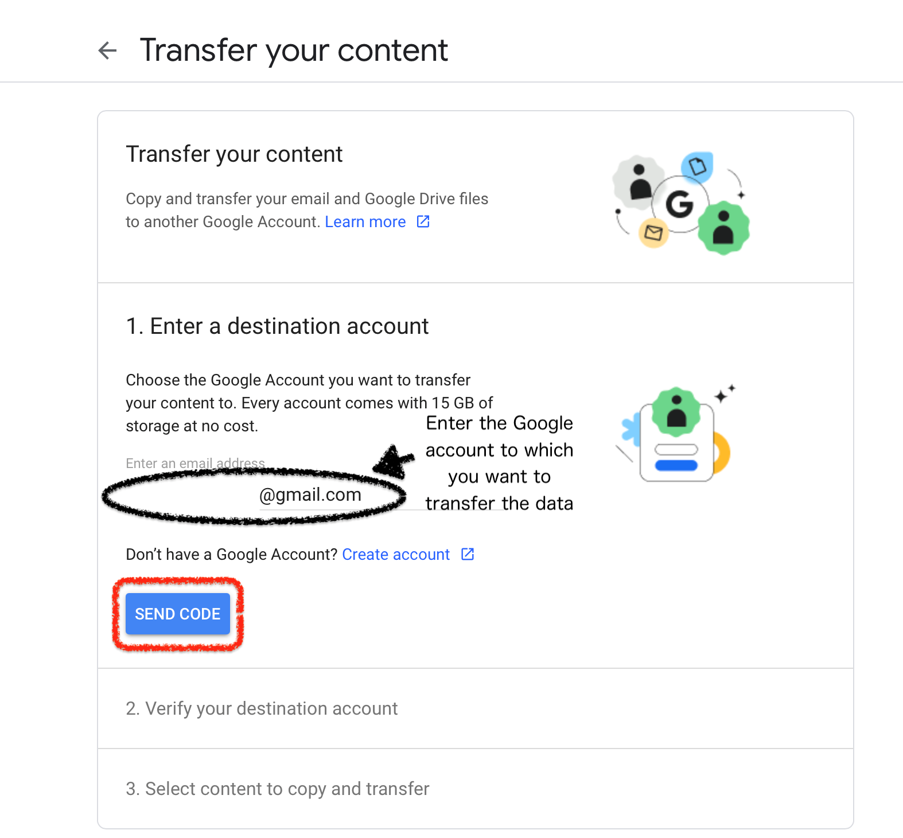 Transfer your content
Transfer your content
Copy and transfer your email and Google Drive files
to another Google Account. Learn more
G
1. Enter a destination account
Choose the Google Account you want to transfer
your content to. Every account comes with 15 GB of
storage at no cost.
Enter the Google
account to which
you want to
transfer the data
Enter an email address
@gmail.com
Don't have a Google Account? Create account
SEND CODE
2. Verify your destination account
3. Select content to copy and transfer